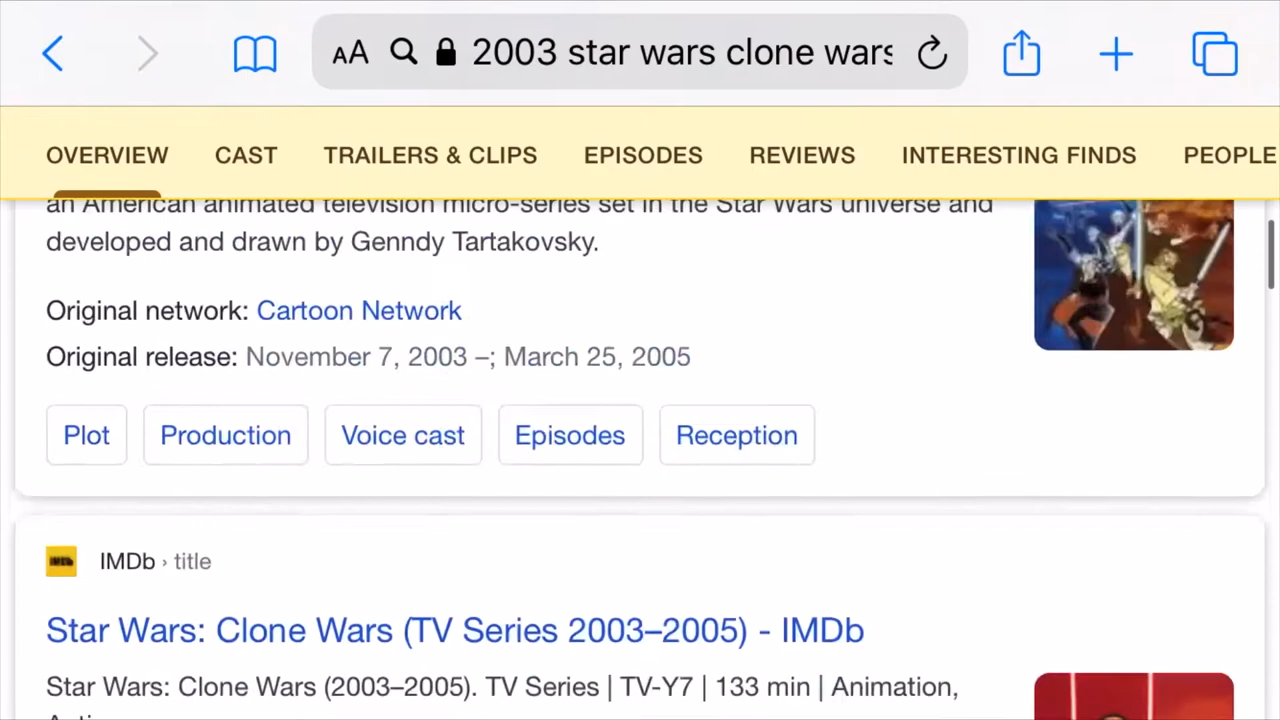 AA 2003 star wars clone wars
OVERVIEW CAST TRAILERS & CLIPS EPISODES REVIEWS INTERESTING FINDS PEOPLE
an American animated television micro-series set in the Star Wars universe and
developed and drawn by Genndy Tartakovsky.
Original network: Cartoon Network
Original release: November 7, 2003 –; March 25, 2005
Plot Production Voice cast Episodes Reception
IMDb › title
Star Wars: Clone Wars (TV Series 2003–2005) - IMDb
Star Wars: Clone Wars (2003–2005). TV Series | TV-Y7 | 133 min | Animation,